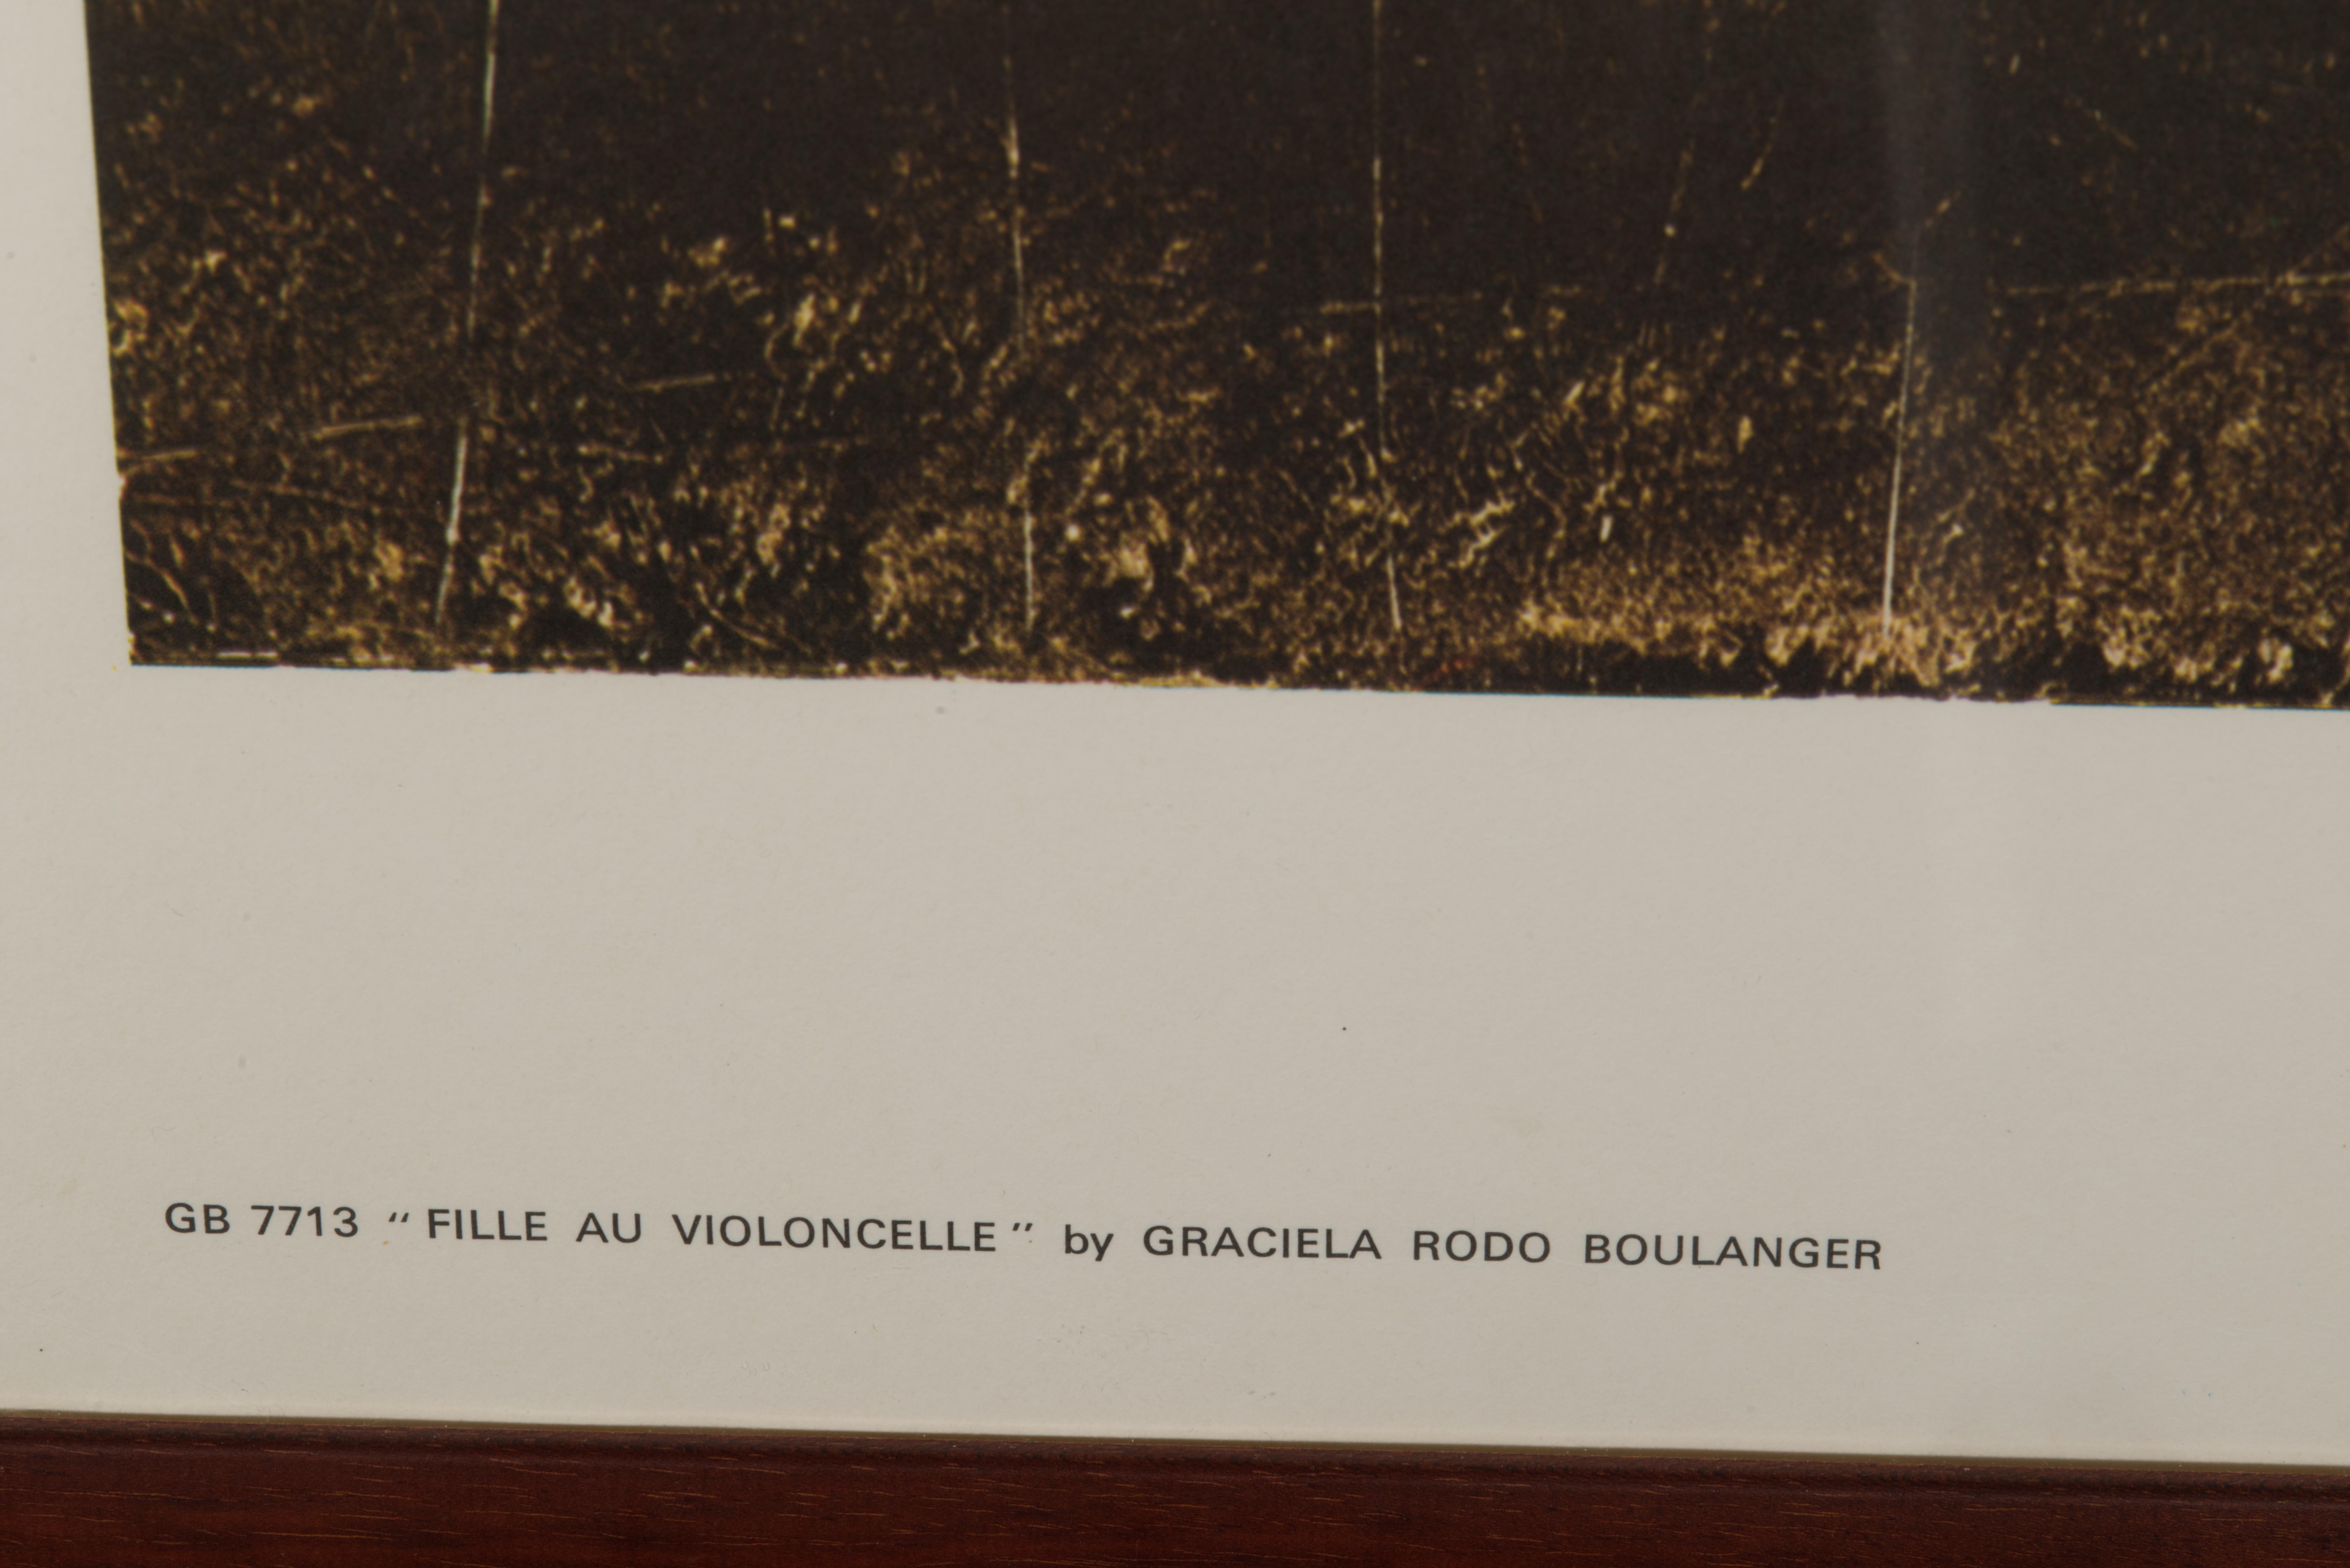 GB 7713 “FILLE AU VIOLONCELLE” by GRACIELA RODO BOULANGER